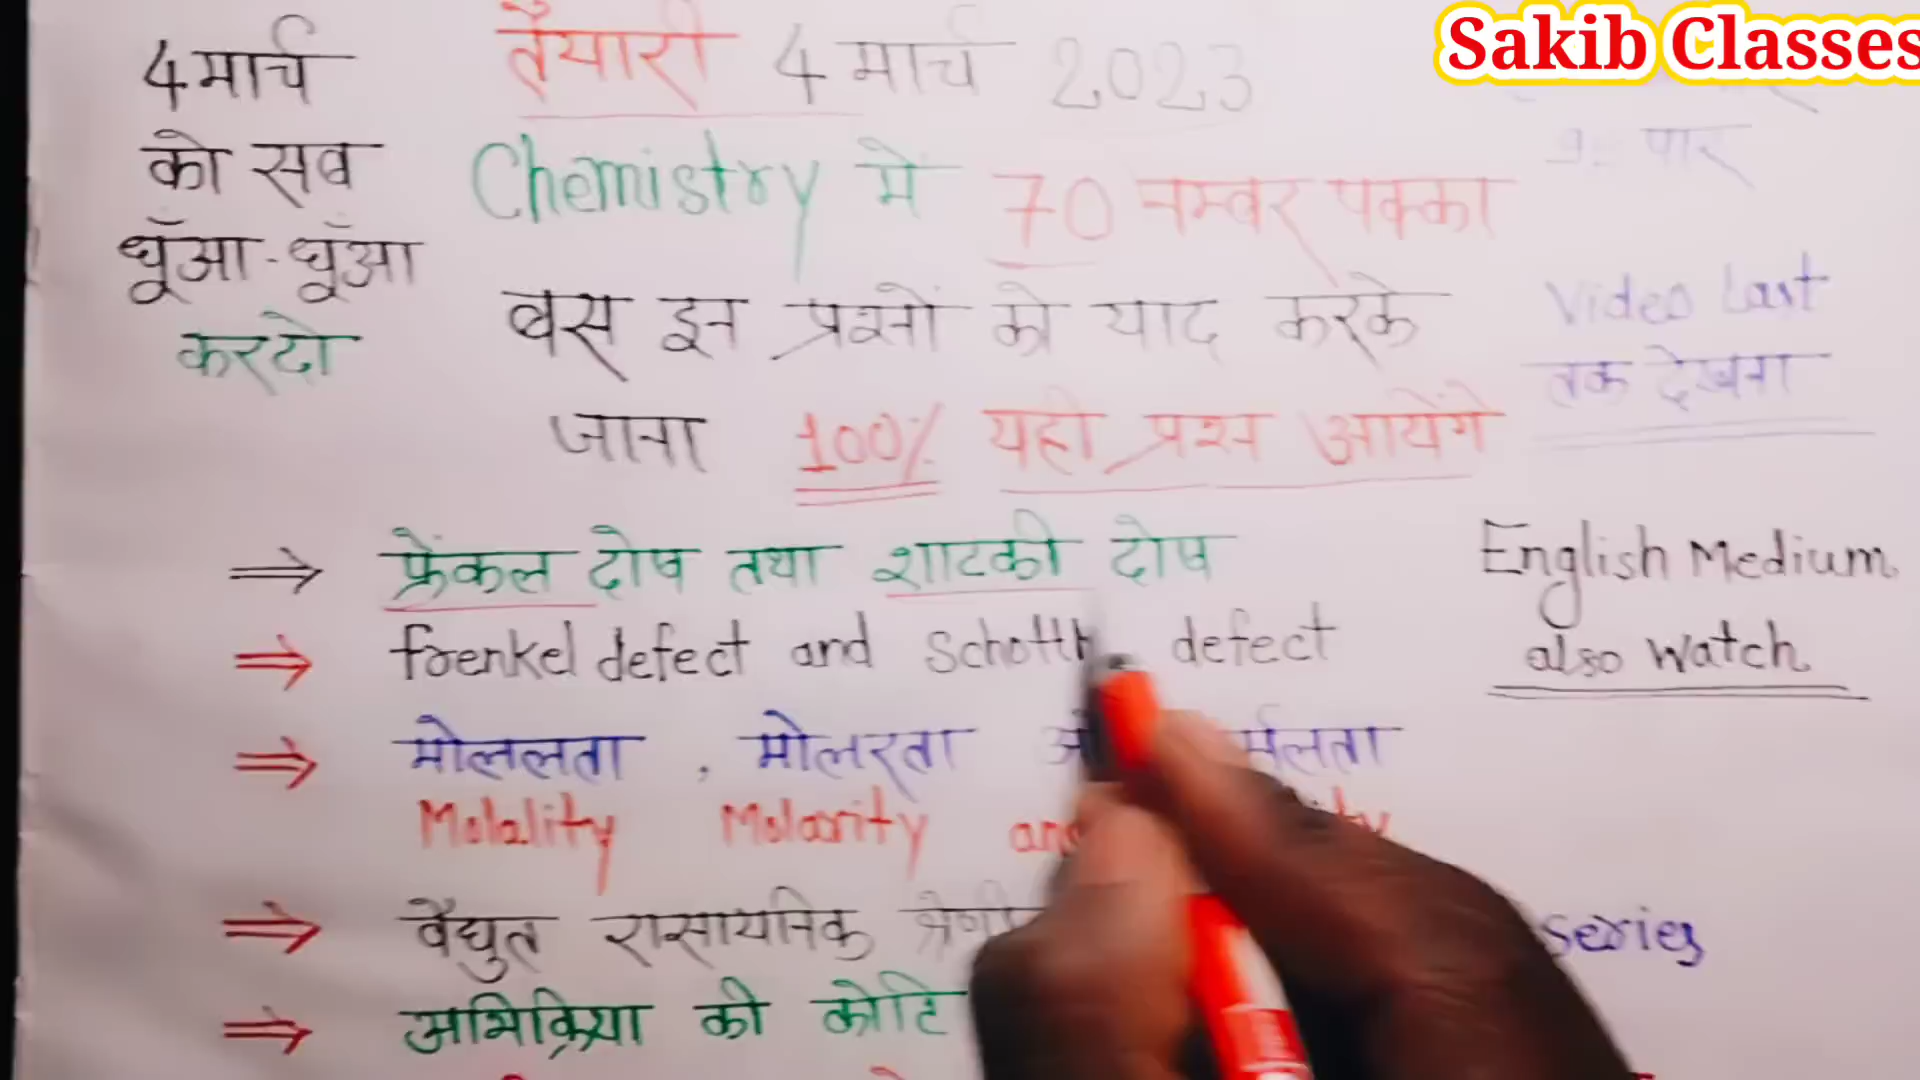 Sakib Classes
4 मार्च
को सब
धूँआ-धूँआ
करदो
तैयारी 4 मार्च 2023
Chemistry में 70 नम्बर पक्का
बस इन प्रश्नों को याद करके
जाना 100% यही प्रश्न आयेंगे
पार
Video Last
तक देखना
⇒ फ्रेंकल दोष तथा शाटकी दोष
⇒ frenkel defect and defect
English Medium
also watch
⇒ मोललता , मोलरता
Molality Molarity and
⇒ वैद्युत रासायनिक श्रेणी series
⇒ अभिक्रिया की कोटि